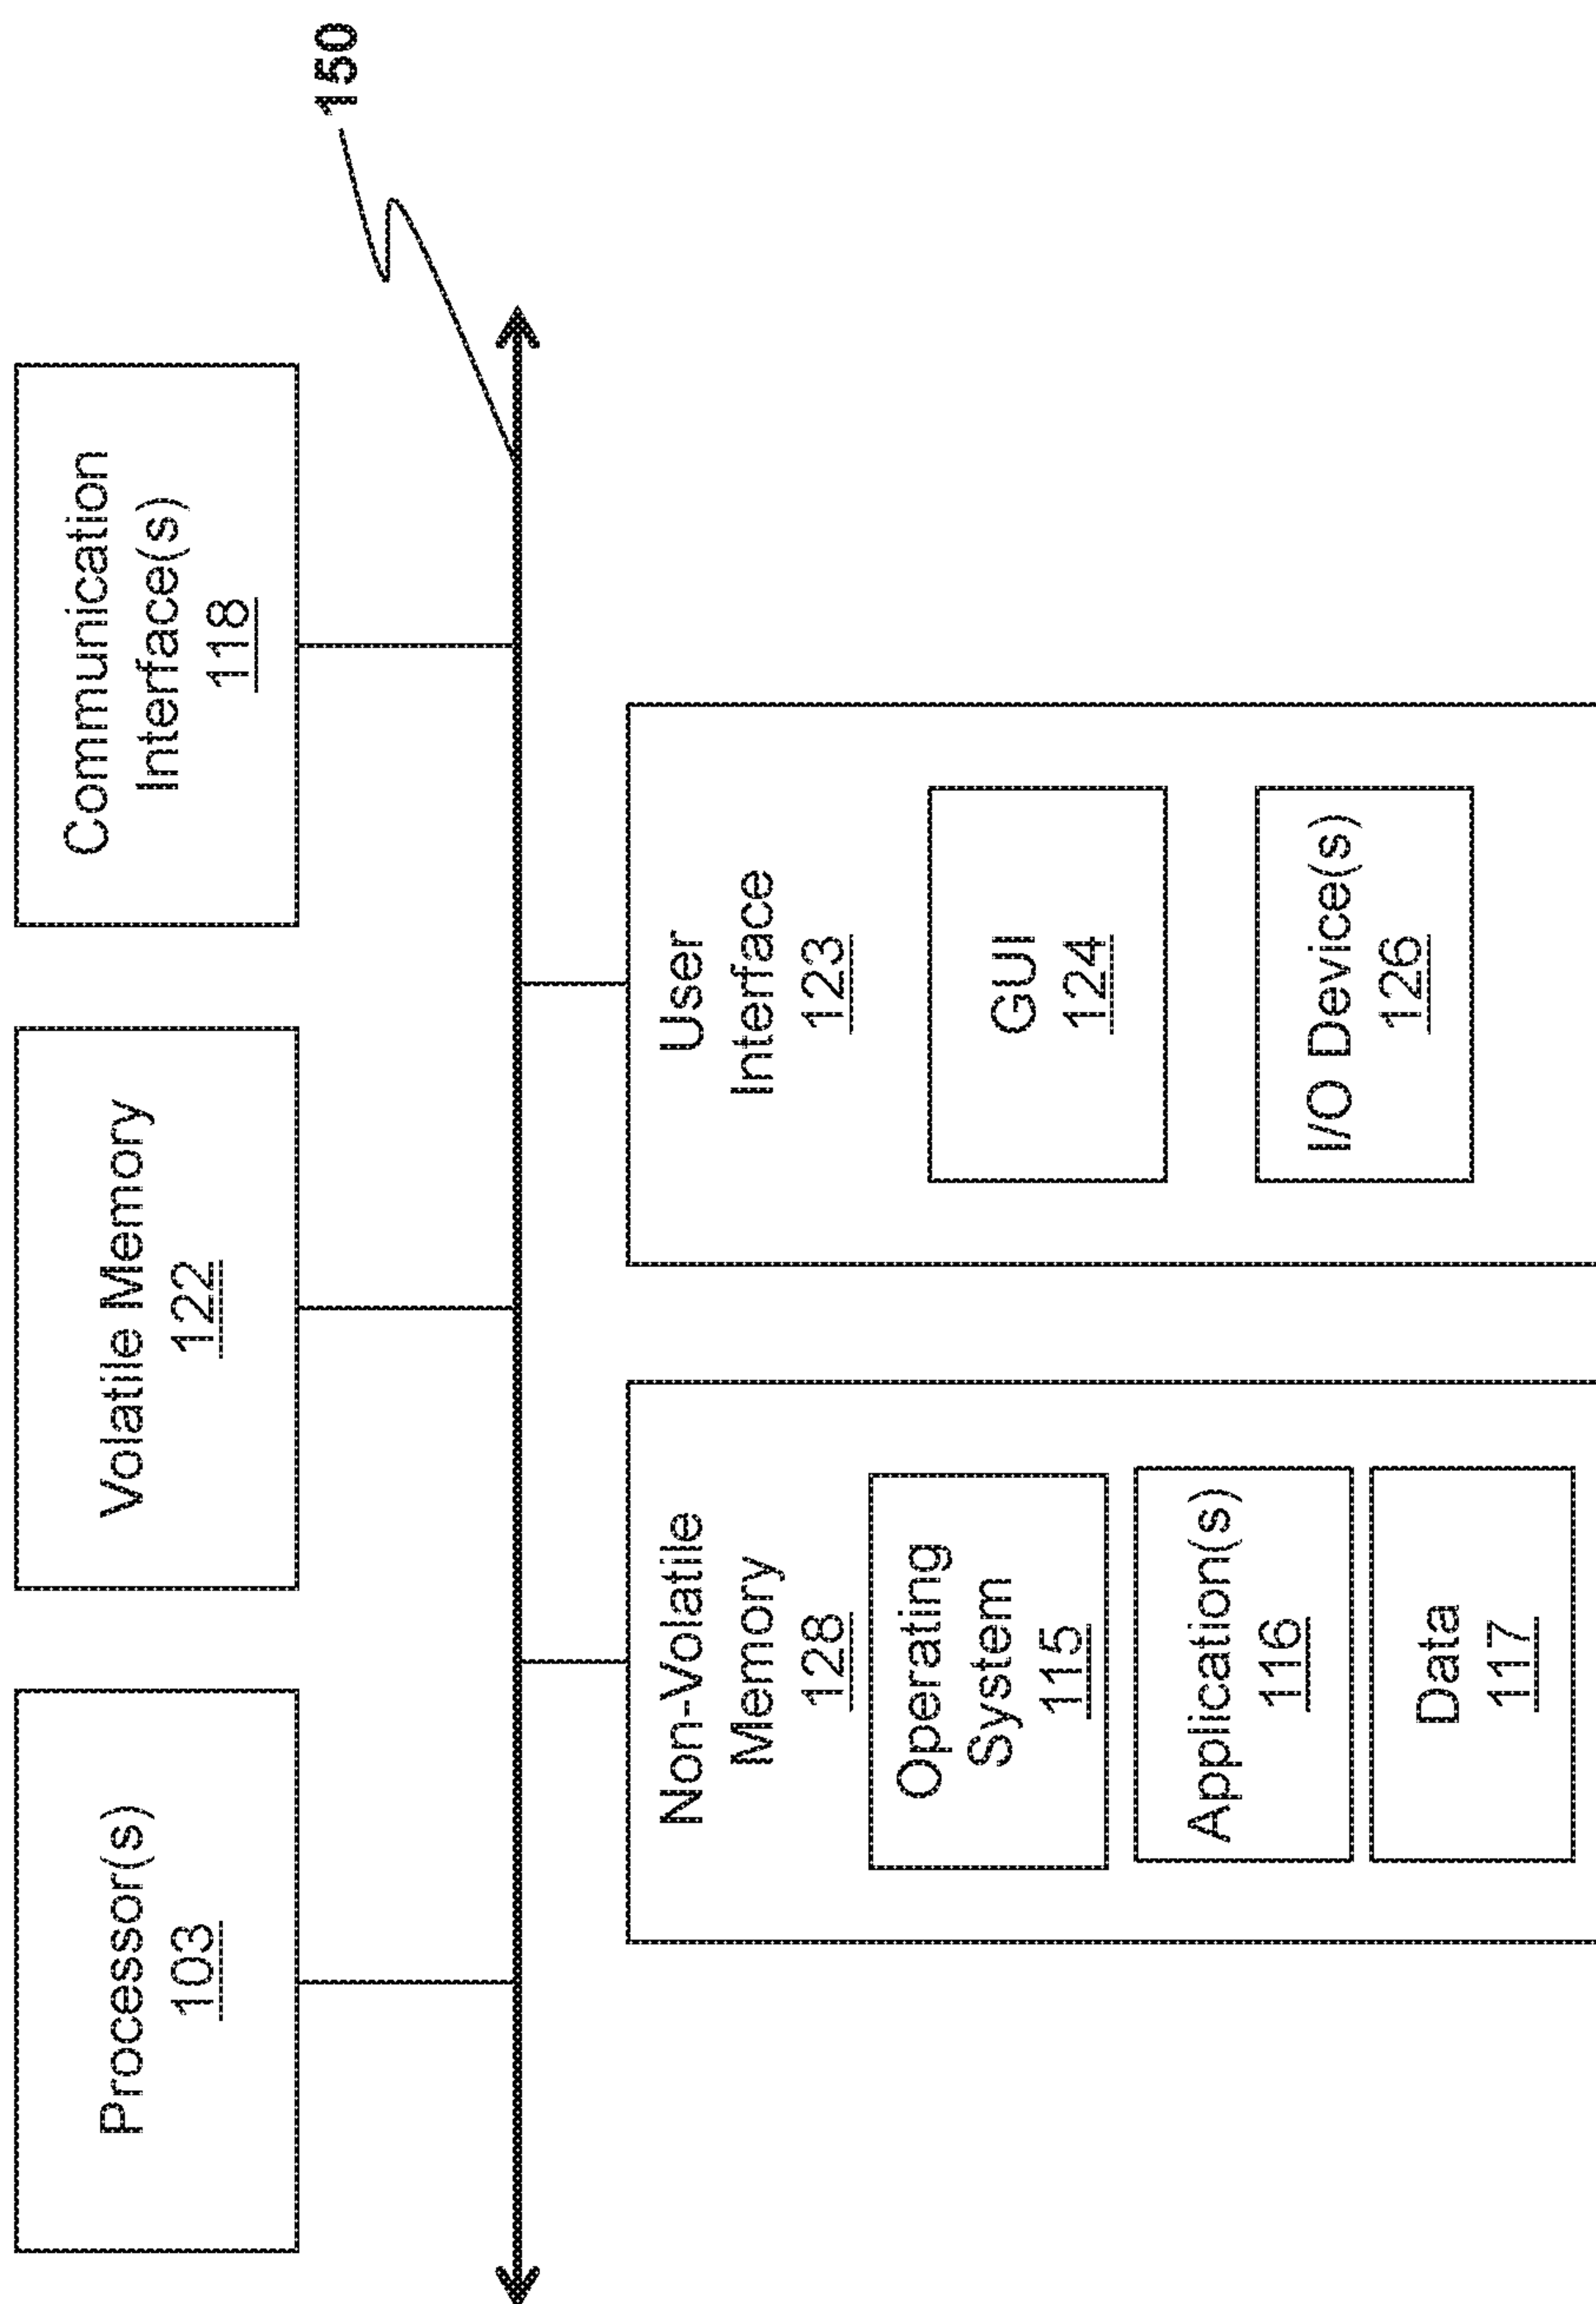 Processor(s)
103
Volatile Memory
122
Communication
Interface(s)
118
150
Non-Volatile
Memory
128
Operating
System
115
Application(s)
116
Data
117
User
Interface
123
GUI
124
I/O Device(s)
126